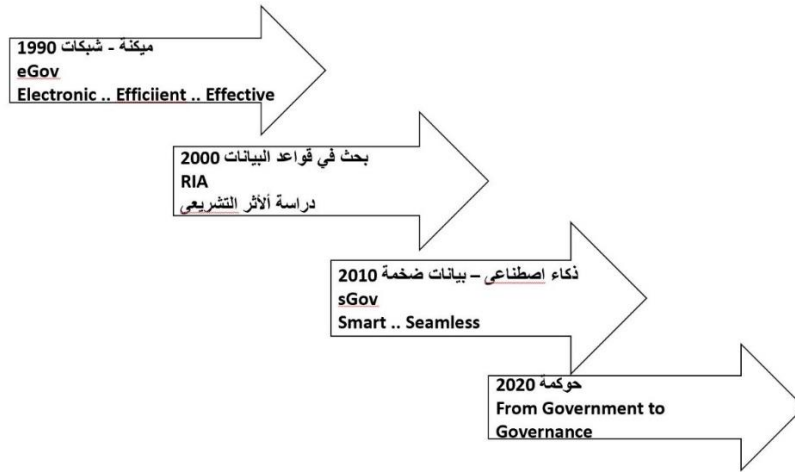 ميكنة - شبكات 1990
eGov
Electronic .. Efficiient .. Effective
بحث في قواعد البيانات 2000
RIA
دراسة ألأثر التشريعى
ذكاء اصطناعى – بيانات ضخمة 2010
sGov
Smart .. Seamless
حوكمة 2020
From Government to
Governance